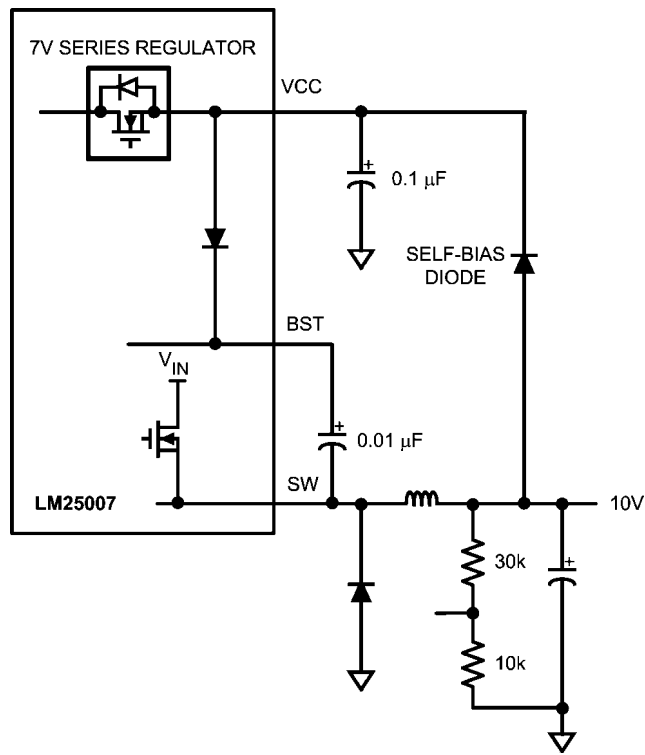 7V SERIES REGULATOR
VCC
0.1 µF
SELF-BIAS
DIODE
BST
VIN
0.01 µF
SW
LM25007
10V
30k
10k